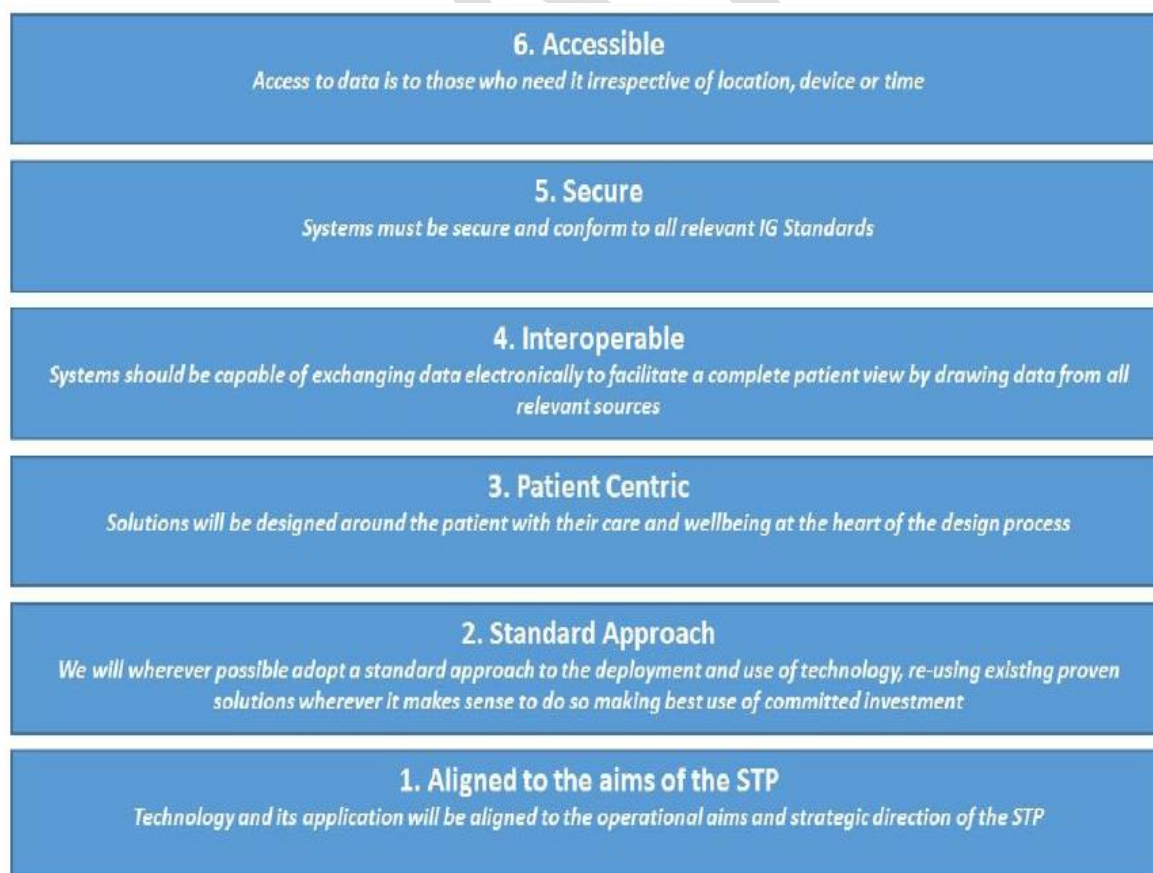 6. Accessible
Access to data is to those who need it irrespective of location, device or time
5. Secure
Systems must be secure and conform to all relevant IG Standards
4. Interoperable
Systems should be capable of exchanging data electronically to facilitate a complete patient view by drawing data from all
relevant sources
3. Patient Centric
Solutions will be designed around the patient with their care and wellbeing at the heart of the design process
2. Standard Approach
We will wherever possible adopt a standard approach to the deployment and use of technology, re-using existing proven
solutions wherever it makes sense to do so making best use of committed investment
1. Aligned to the aims of the STP
Technology and its application will be aligned to the operational aims and strategic direction of the STP